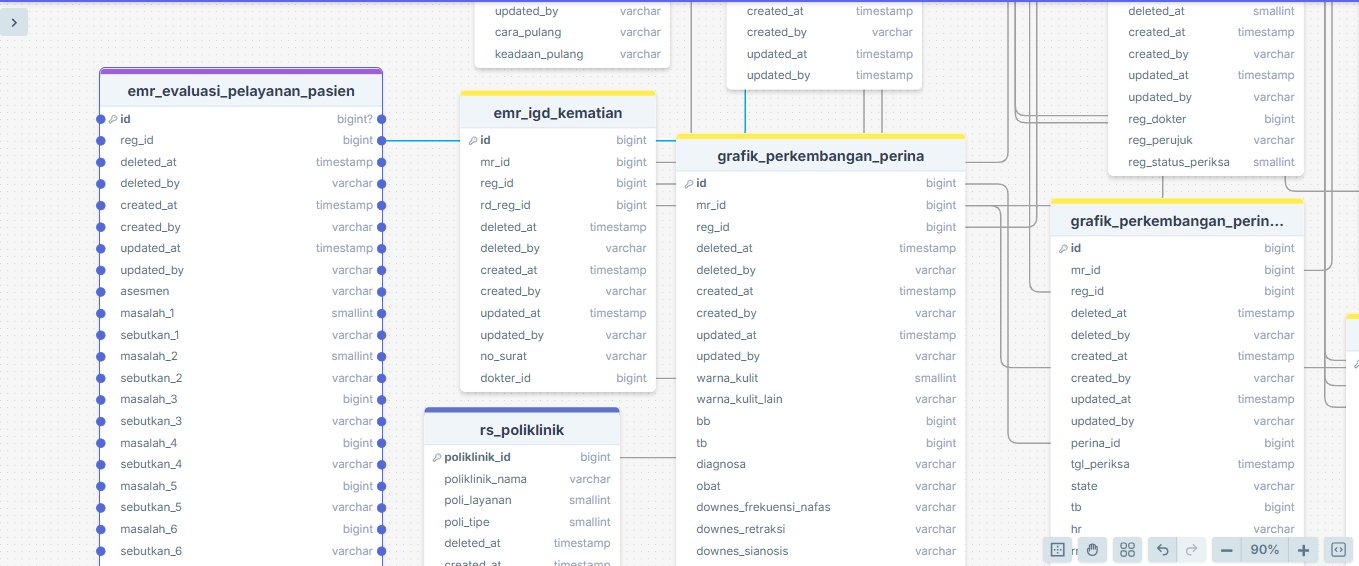 updated_by varchar
cara_pulang varchar
keadaan_pulang varchar
created_at timestamp
created_by varchar
updated_at timestamp
updated_by timestamp
deleted_at smallint
created_at timestamp
created_by varchar
updated_at timestamp
updated_by varchar
reg_dokter bigint
reg_perujuk varchar
reg_status_periksa smallint
emr_evaluasi_pelayanan_pasien
id bigint?
reg_id bigint
deleted_at timestamp
deleted_by varchar
created_at timestamp
created_by varchar
updated_at timestamp
updated_by varchar
asesmen varchar
masalah_1 smallint
sebutkan_1 varchar
masalah_2 smallint
sebutkan_2 varchar
masalah_3 bigint
sebutkan_3 varchar
masalah_4 bigint
sebutkan_4 varchar
masalah_5 bigint
sebutkan_5 varchar
masalah_6 bigint
sebutkan_6 varchar
emr_igd_kematian
id bigint
mr_id bigint
reg_id bigint
rd_reg_id bigint
deleted_at timestamp
deleted_by varchar
created_at timestamp
created_by varchar
updated_at timestamp
updated_by varchar
no_surat varchar
dokter_id bigint
rs_poliklinik
poliklinik_id bigint
poliklinik_nama varchar
poli_layanan smallint
poli_tipe smallint
deleted_at timestamp
created_at timestamp
grafik_perkembangan_perina
id bigint
mr_id bigint
reg_id bigint
deleted_at timestamp
deleted_by varchar
created_at timestamp
created_by varchar
updated_at timestamp
updated_by varchar
warna_kulit smallint
warna_kulit_lain varchar
bb bigint
tb bigint
diagnosa varchar
obat varchar
downes_frekuensi_nafas varchar
downes_retraksi varchar
downes_sianosis varchar
grafik_perkembangan_perin...
id bigint
mr_id bigint
reg_id bigint
deleted_at timestamp
deleted_by varchar
created_at timestamp
created_by varchar
updated_at timestamp
updated_by varchar
perina_id bigint
tgl_periksa timestamp
state varchar
tb bigint
hr varchar
90%